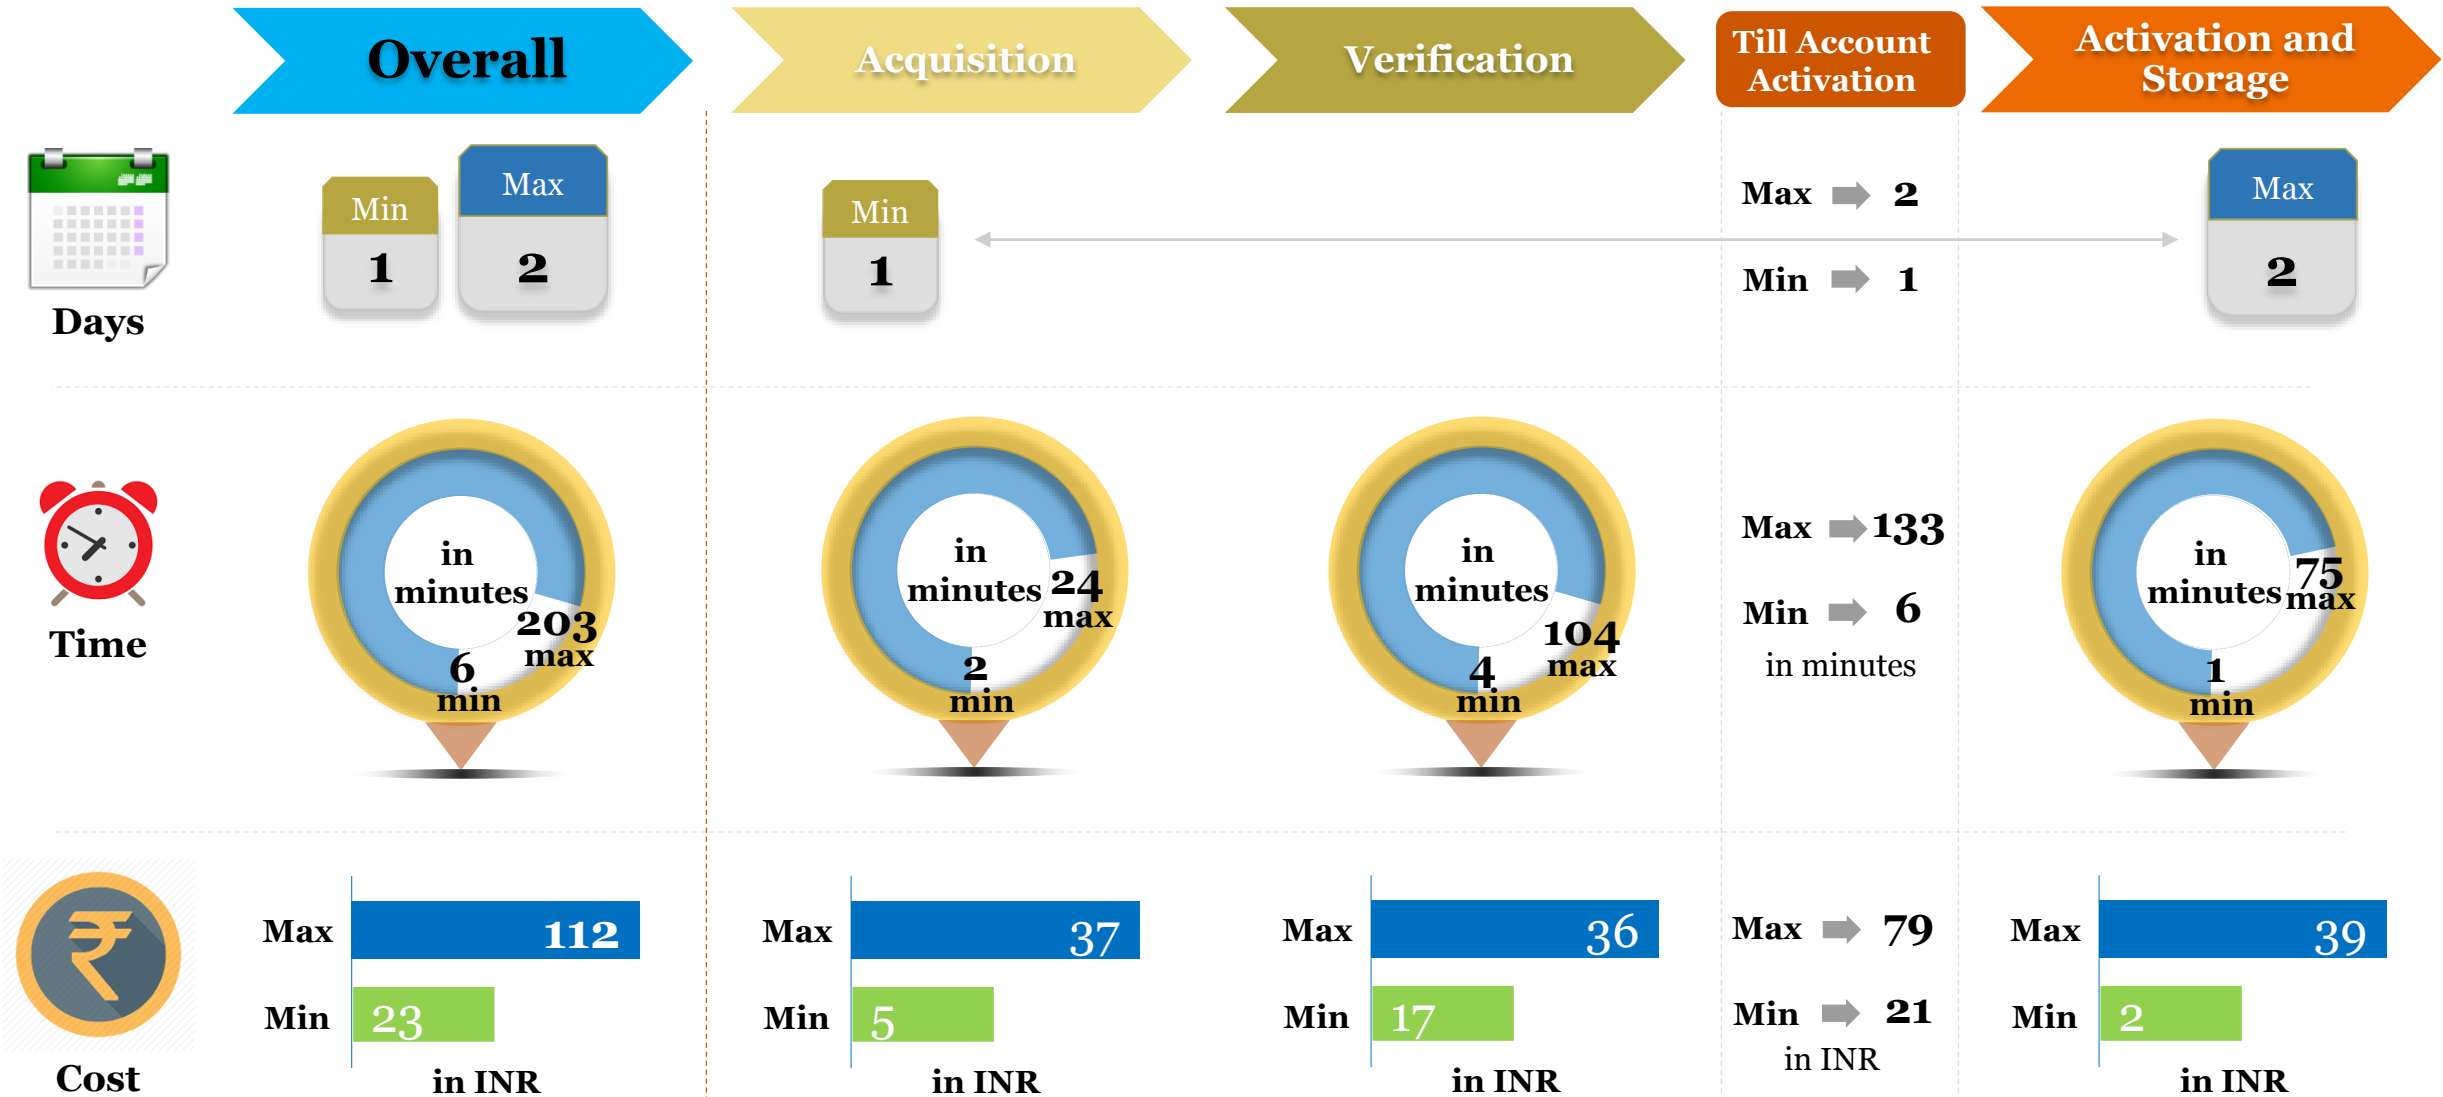 Overall
Acquisition
Verification
Till Account
Activation
Activation and
Storage
Days
Min
1
Max
2
Min
1
Max 2
Min 1
Max
2
Time
in
minutes
203
max
6
min
in
minutes
24
max
2
min
in
minutes
104
max
4
min
Max 133
Min 6
in minutes
in
minutes
75
max
1
min
₹
Cost
Max 112
Min 23
in INR
Max 37
Min 5
in INR
Max 36
Min 17
in INR
Max 79
Min 21
in INR
Max 39
Min 2
in INR